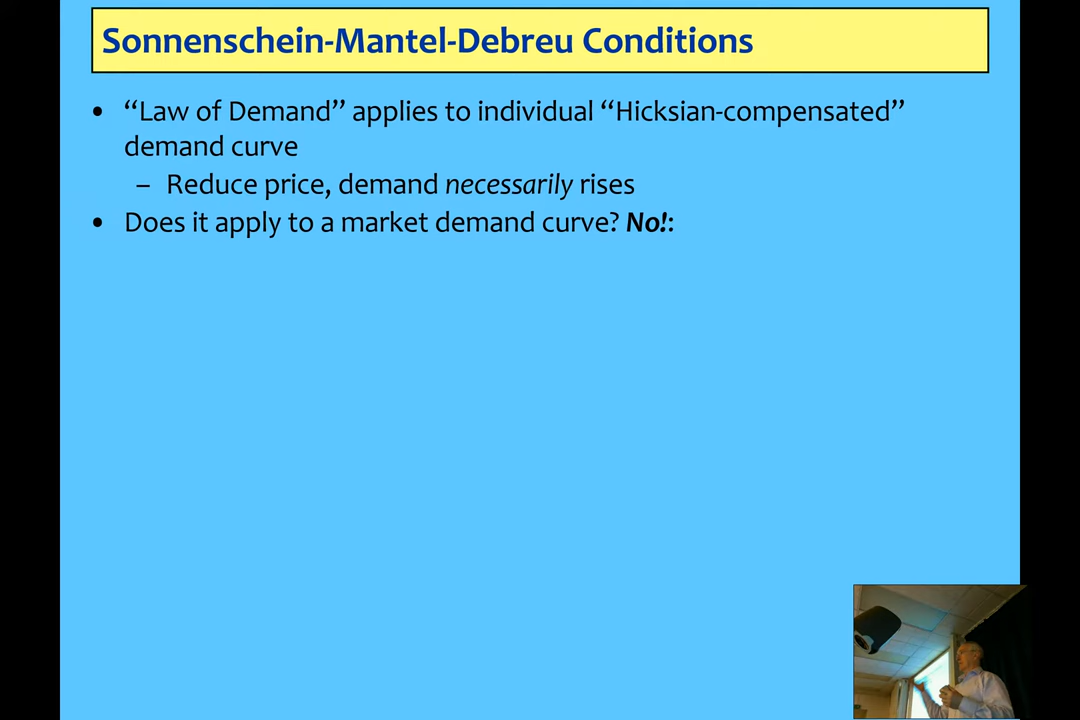 Sonnenschein-Mantel-Debreu Conditions
• “Law of Demand” applies to individual “Hicksian-compensated”
demand curve
– Reduce price, demand necessarily rises
• Does it apply to a market demand curve? No!: